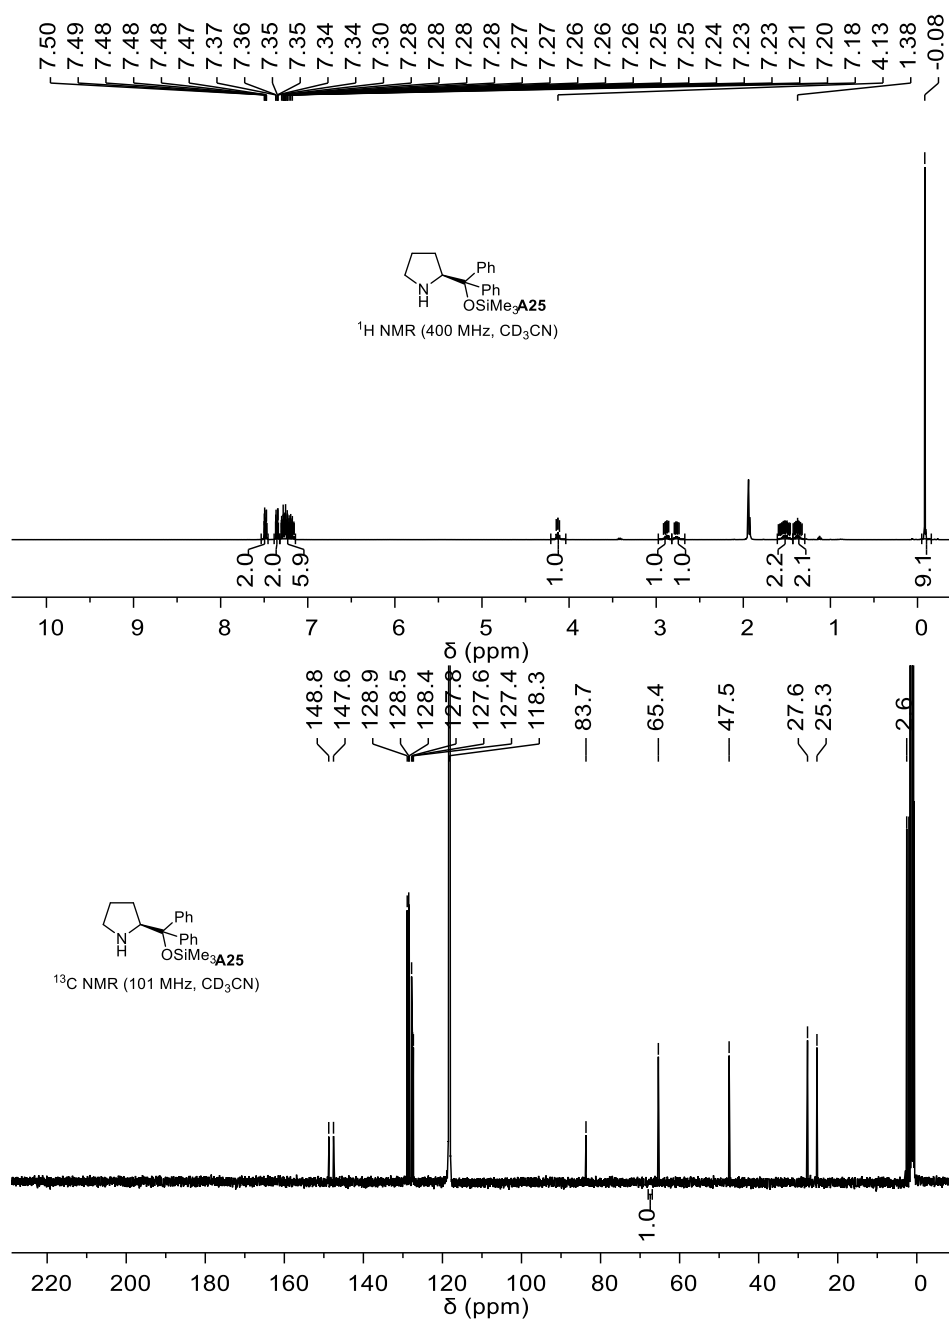 7.50 7.49 7.48 7.48 7.48 7.47 7.37 7.36 7.35 7.35 7.34 7.34 7.30 7.28 7.28 7.28 7.28 7.27 7.27 7.26 7.26 7.26 7.25 7.25 7.24 7.23 7.23 7.21 7.20 7.18 4.13 1.38 -0.08
Ph
Ph
N
H
OSiMe3 A25
1H NMR (400 MHz, CD3CN)
2.0 2.0 5.9 1.0 1.0 1.0 2.2 2.1 9.1
10 9 8 7 6 5 4 3 2 1 0
δ (ppm)
148.8 147.6 128.9 128.5 128.4 127.8 127.6 127.4 118.3 83.7 65.4 47.5 27.6 25.3 2.6
Ph
Ph
N
H
OSiMe3 A25
13C NMR (101 MHz, CD3CN)
1.0
220 200 180 160 140 120 100 80 60 40 20 0
δ (ppm)